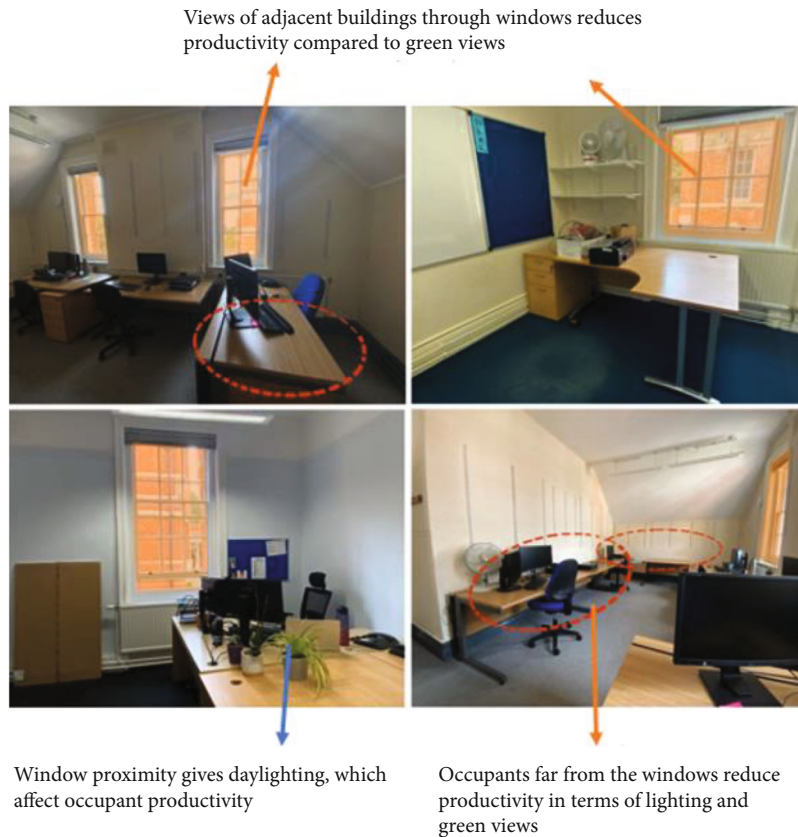 Views of adjacent buildings through windows reduces
productivity compared to green views
Window proximity gives daylighting, which
affect occupant productivity
Occupants far from the windows reduce
productivity in terms of lighting and
green views